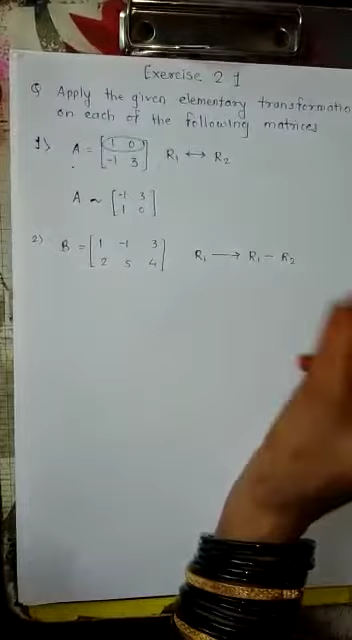 Exercise 2 1
Q Apply the given elementary transformatio
on each of the following matrices
1) A = [1 0
-1 3] R₁ ↔ R₂
A ~ [-1 3
1 0]
2) B = [1 -1 3
2 5 4] R₁ → R₁ - R₂